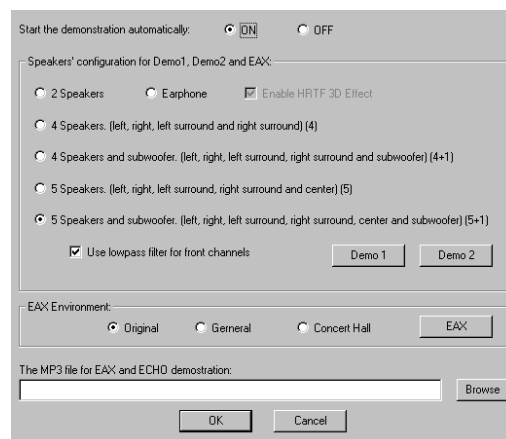 Start the demonstration automatically: ON OFF
Speakers' configuration for Demo1, Demo2 and EAX:
2 Speakers Earphone Enable HRTF 3D Effect
4 Speakers. (left, right, left surround and right surround) (4)
4 Speakers and subwoofer. (left, right, left surround, right surround and subwoofer) (4+1)
5 Speakers. (left, right, left surround, right surround and center) (5)
5 Speakers and subwoofer. (left, right, left surround, right surround, center and subwoofer) (5+1)
Use lowpass filter for front channels Demo 1 Demo 2
EAX Environment:
Original Gerneral Concert Hall EAX
The MP3 file for EAX and ECHO demostration:
Browse
OK Cancel